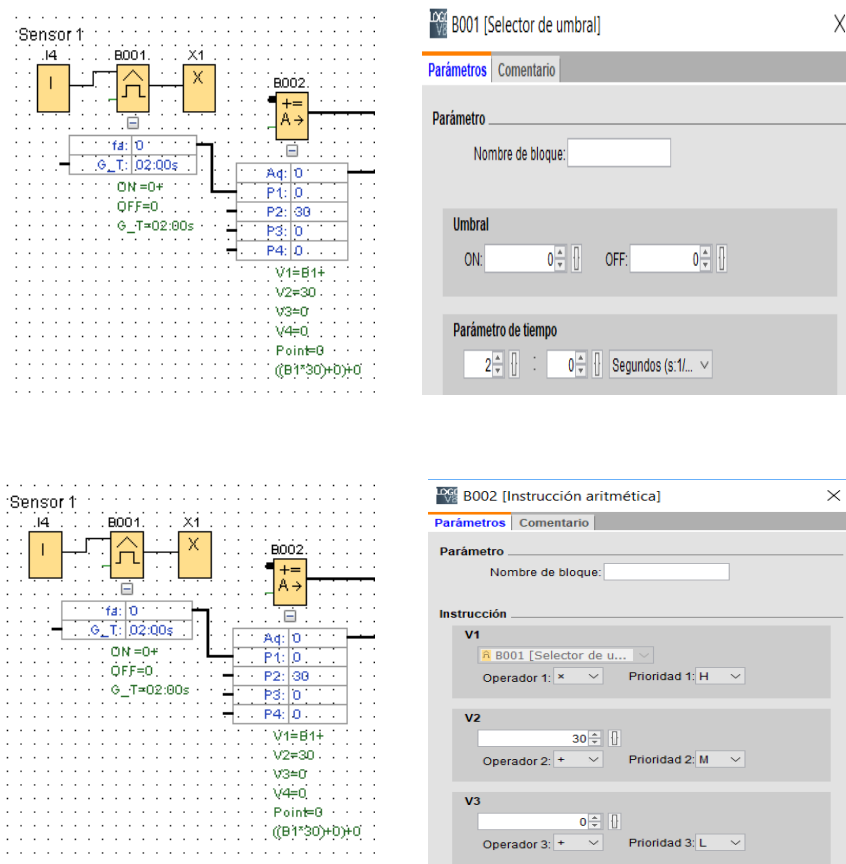 Sensor 1
I4 B001 X1
I X
B002
+=
A→
fa: 0
G_T: 02:00s
ON =0+
OFF=0
G_T=02:00s
Aq: 0
P1: 0
P2: 30
P3: 0
P4: 0
V1=B1+
V2=30
V3=0
V4=0
Point=0
((B1*30)+0)+0
LOGO V8 B001 [Selector de umbral]
Parámetros Comentario
Parámetro
Nombre de bloque:
Umbral
ON: 0 OFF: 0
Parámetro de tiempo
2 : 0 Segundos (s:1/...
Sensor 1
I4 B001 X1
I X
B002
+=
A→
fa: 0
G_T: 02:00s
ON =0+
OFF=0
G_T=02:00s
Aq: 0
P1: 0
P2: 30
P3: 0
P4: 0
V1=B1+
V2=30
V3=0
V4=0
Point=0
((B1*30)+0)+0
LOGO V8 B002 [Instrucción aritmética]
Parámetros Comentario
Parámetro
Nombre de bloque:
Instrucción
V1
A B001 [Selector de u...
Operador 1: × Prioridad 1: H
V2
30
Operador 2: + Prioridad 2: M
V3
0
Operador 3: + Prioridad 3: L